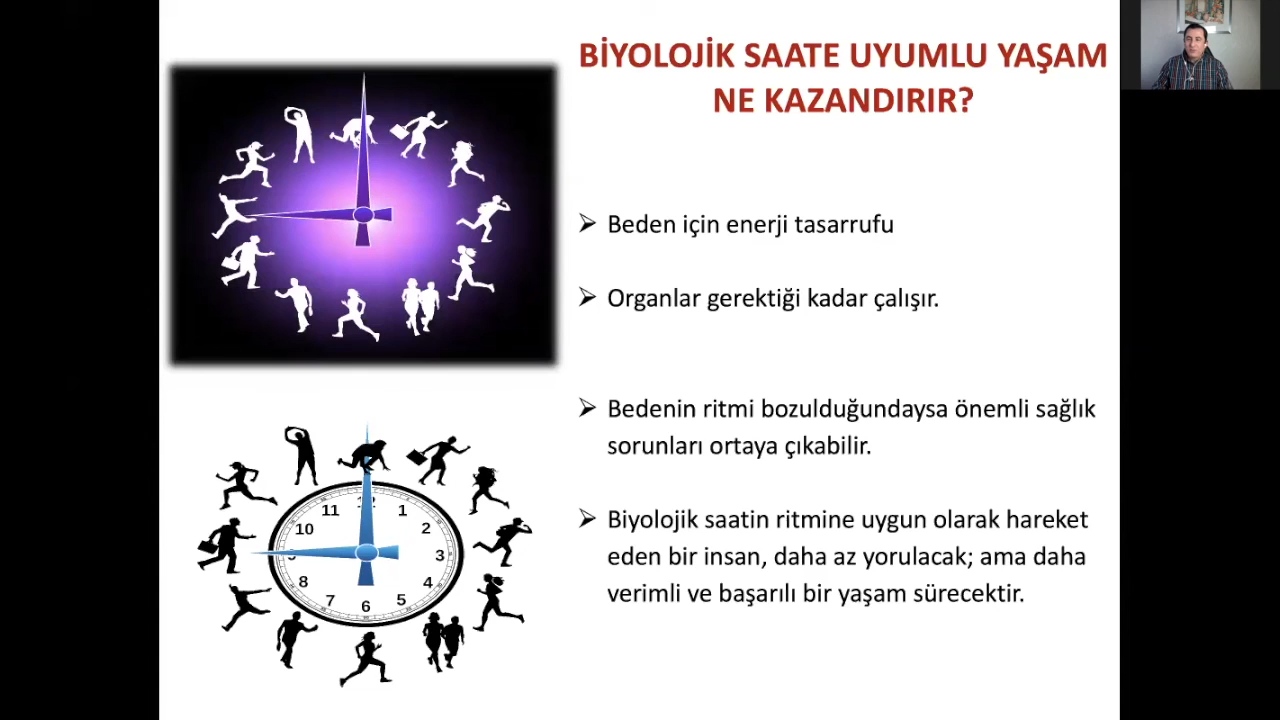 BİYOLOJİK SAATE UYUMLU YAŞAM
NE KAZANDIRIR?
➢ Beden için enerji tasarrufu
➢ Organlar gerektiği kadar çalışır.
➢ Bedenin ritmi bozulduğundaysa önemli sağlık
sorunları ortaya çıkabilir.
➢ Biyolojik saatin ritmine uygun olarak hareket
eden bir insan, daha az yorulacak; ama daha
verimli ve başarılı bir yaşam sürecektir.
11
1
10
2
3
8
4
7
5
6